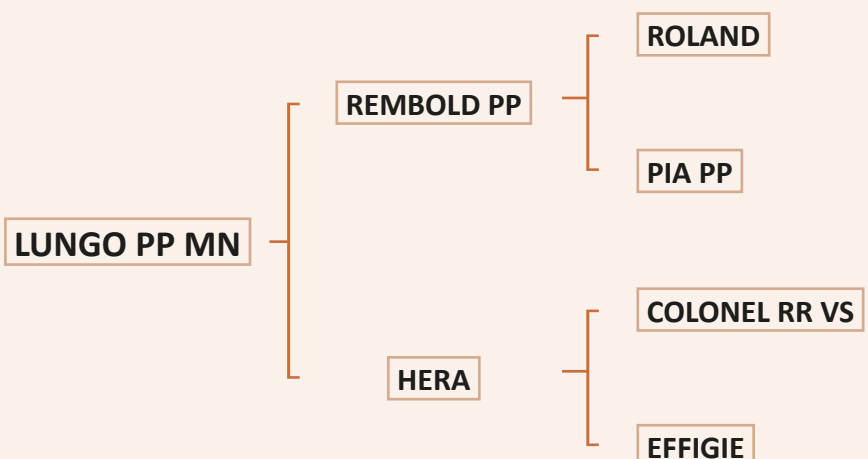 ROLAND
REMBOLD PP
PIA PP
LUNGO PP MN
COLONEL RR VS
HERA
EFFIGIE